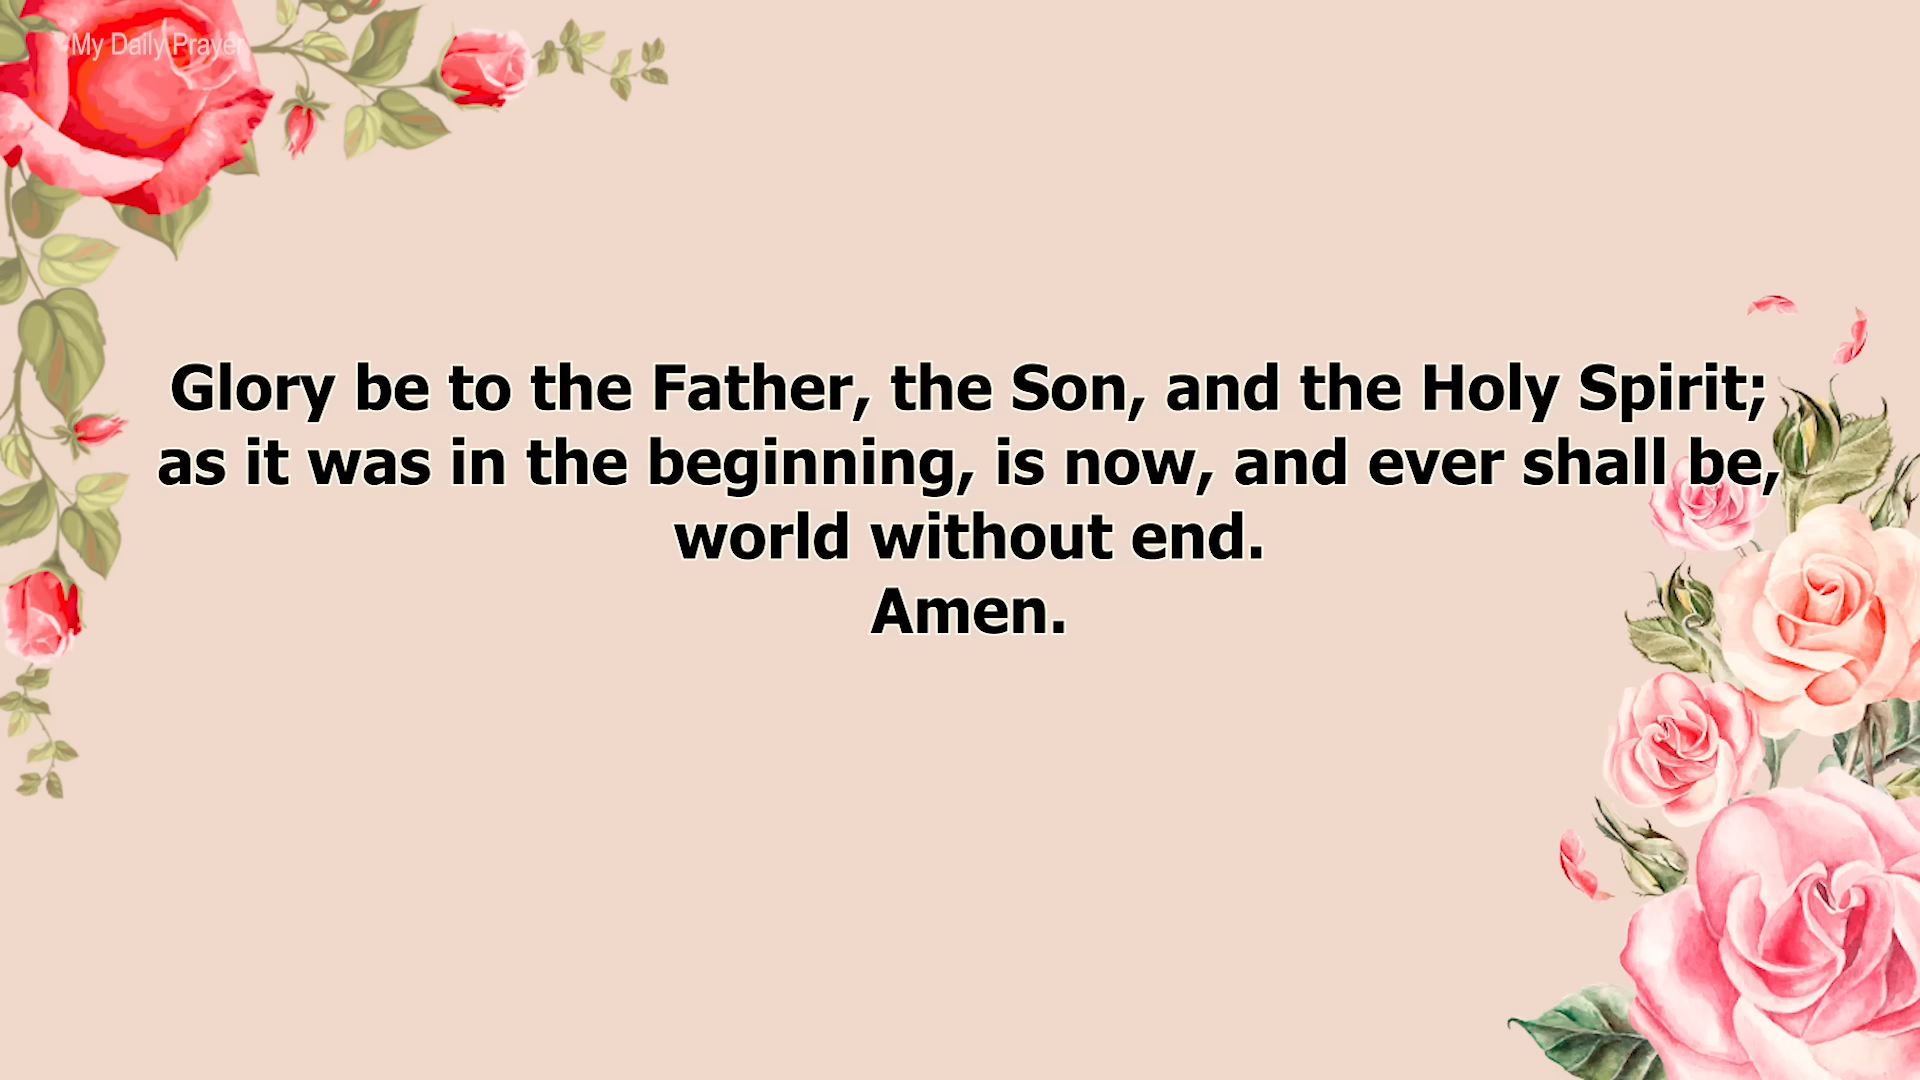 My Daily Prayer
Glory be to the Father, the Son, and the Holy Spirit;
as it was in the beginning, is now, and ever shall be,
world without end.
Amen.